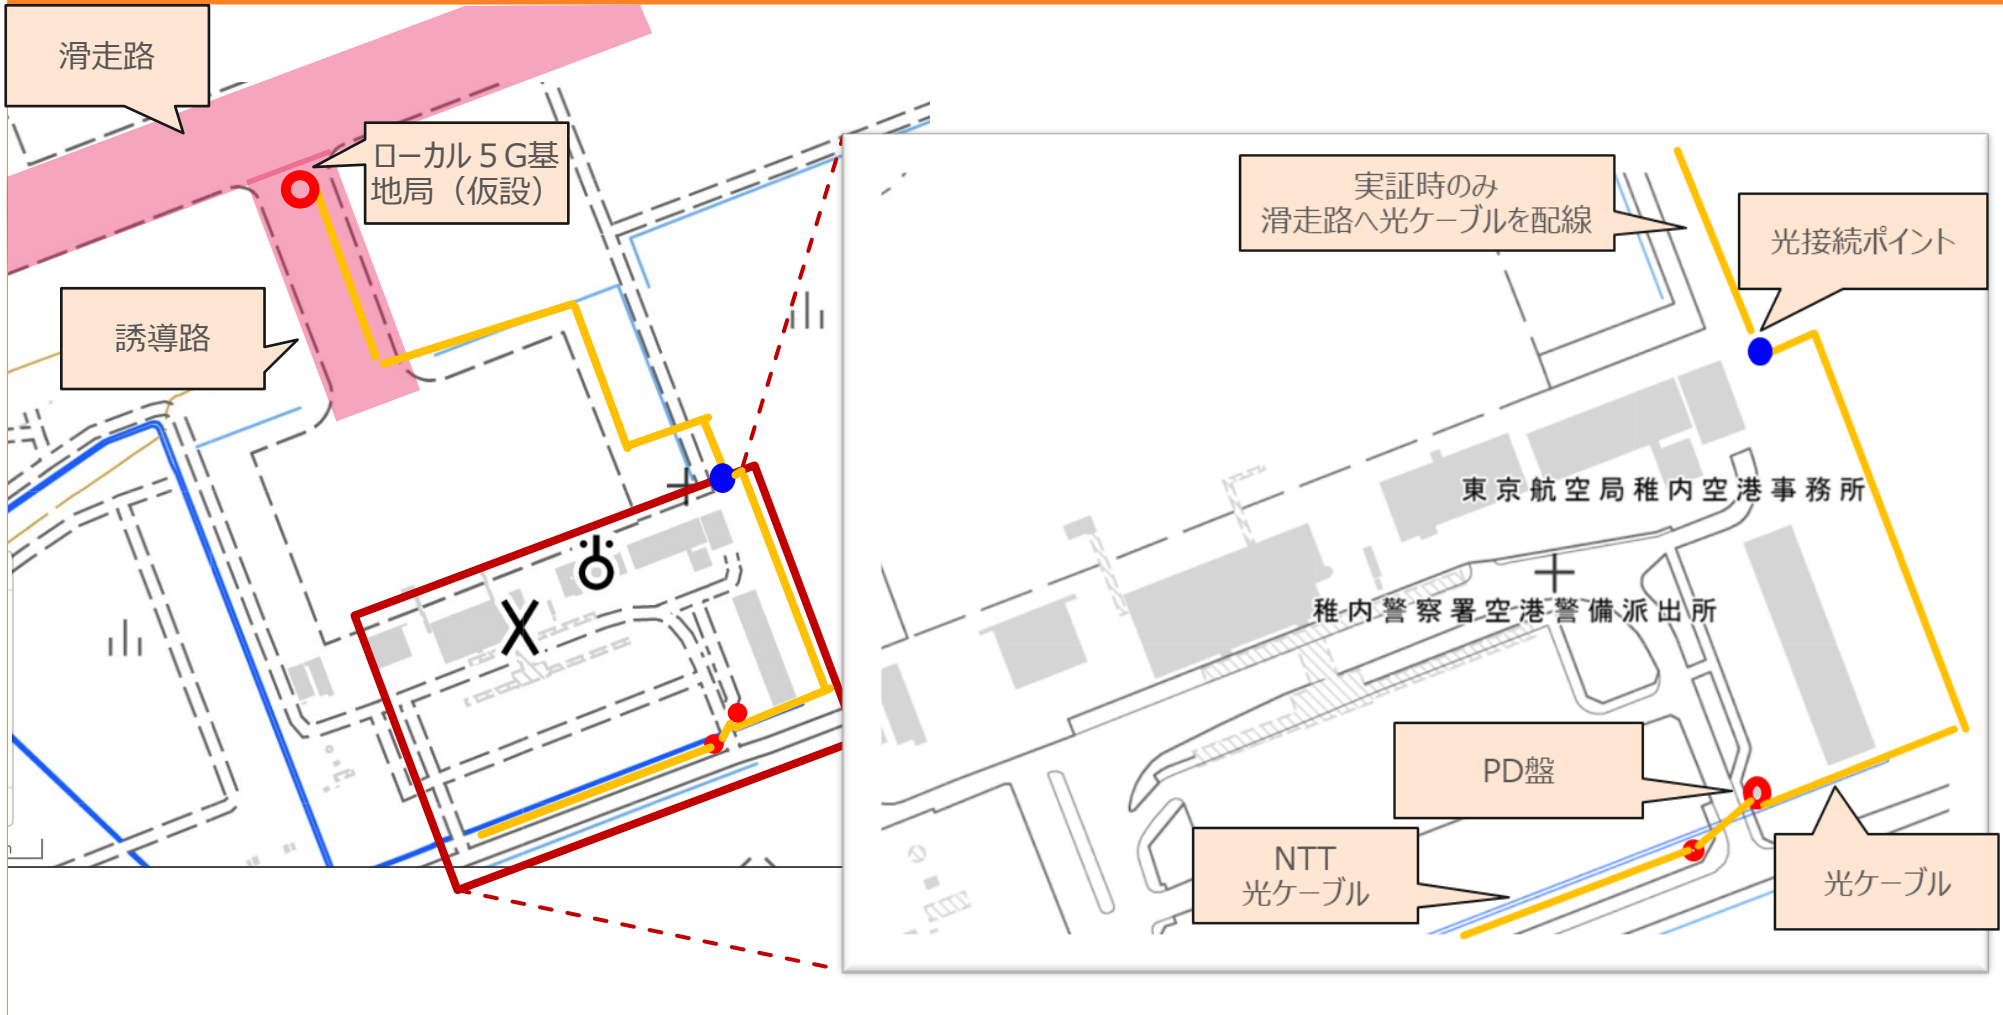 滑走路
ローカル５G基
地局（仮設）
誘導路
実証時のみ
滑走路へ光ケーブルを配線
光接続ポイント
東京航空局稚内空港事務所
稚内警察署空港警備派出所
PD盤
NTT
光ケーブル
光ケーブル